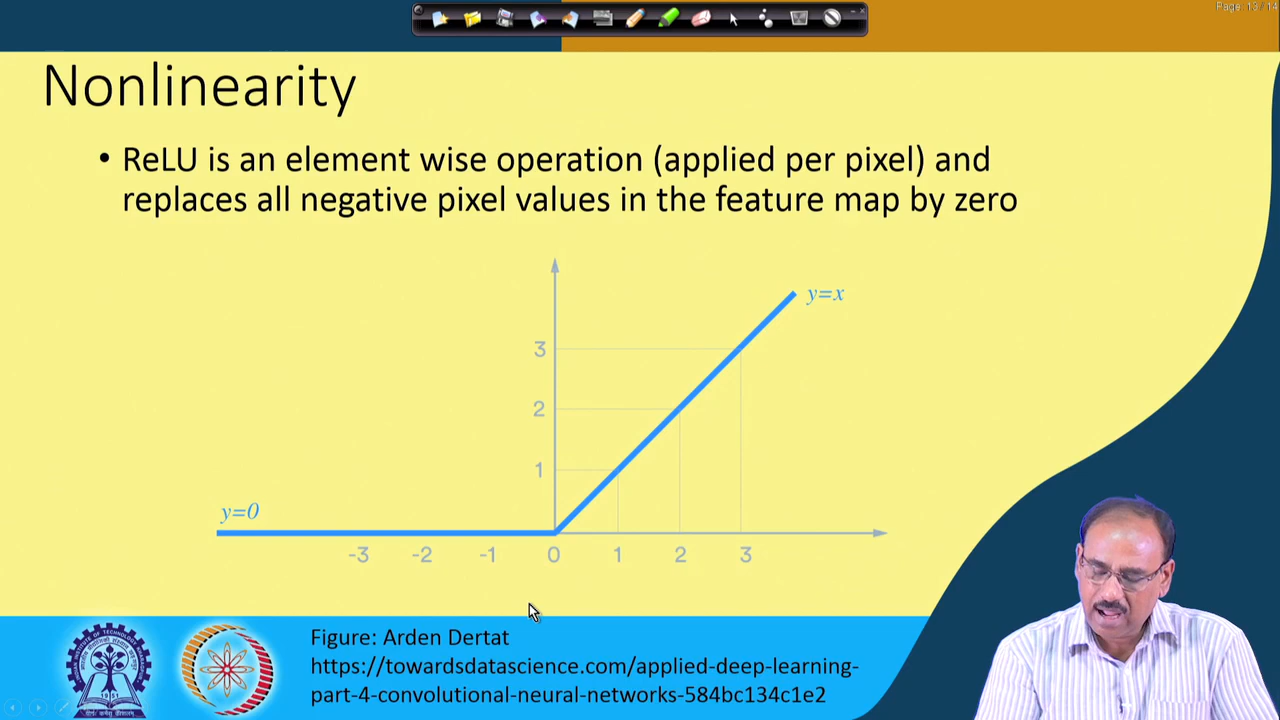 Page: 13/14
Nonlinearity
• ReLU is an element wise operation (applied per pixel) and
replaces all negative pixel values in the feature map by zero
y=x
3
2
1
y=0
-3 -2 -1 0 1 2 3
Figure: Arden Dertat
https://towardsdatascience.com/applied-deep-learning-
part-4-convolutional-neural-networks-584bc134c1e2